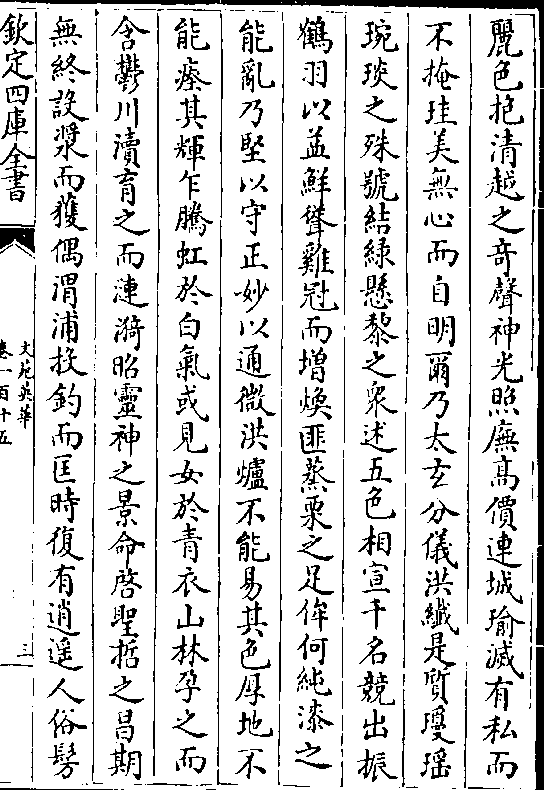 麗色抱清越之奇聲神光照廡高價連城瑜滅有私而
不掩珪美無心而自明爾乃太玄分儀洪纎是質瓊瑶
琬琰之殊號結緑懸黎之衆述五色相宣千名競出振
鶴羽以益鮮聳雞冠而增煥匪蒸栗之足侔何純漆之
能亂乃堅以守正妙以通微洪爐不能易其色厚地不
能瘞其輝乍騰虹於白氣或見女於青衣山林孕之而
含鬱川瀆育之而漣漪昭靈神之景命啓聖哲之昌期
無終設漿而獲偶渭浦投釣而匡時復有逍遥人俗髣
欽定四庫全書
文苑英華
卷一百十五
三